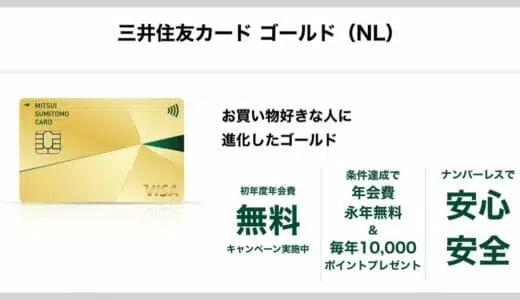 三井住友カード ゴールド（NL）
MITSUI
SUMITOMO
CARD
VISA
お買い物好きな人に
進化したゴールド
初年度年会費
無料
キャンペーン実施中
条件達成で
年会費
永年無料
&
毎年10,000
ポイントプレゼント
ナンバーレスで
安心
安全